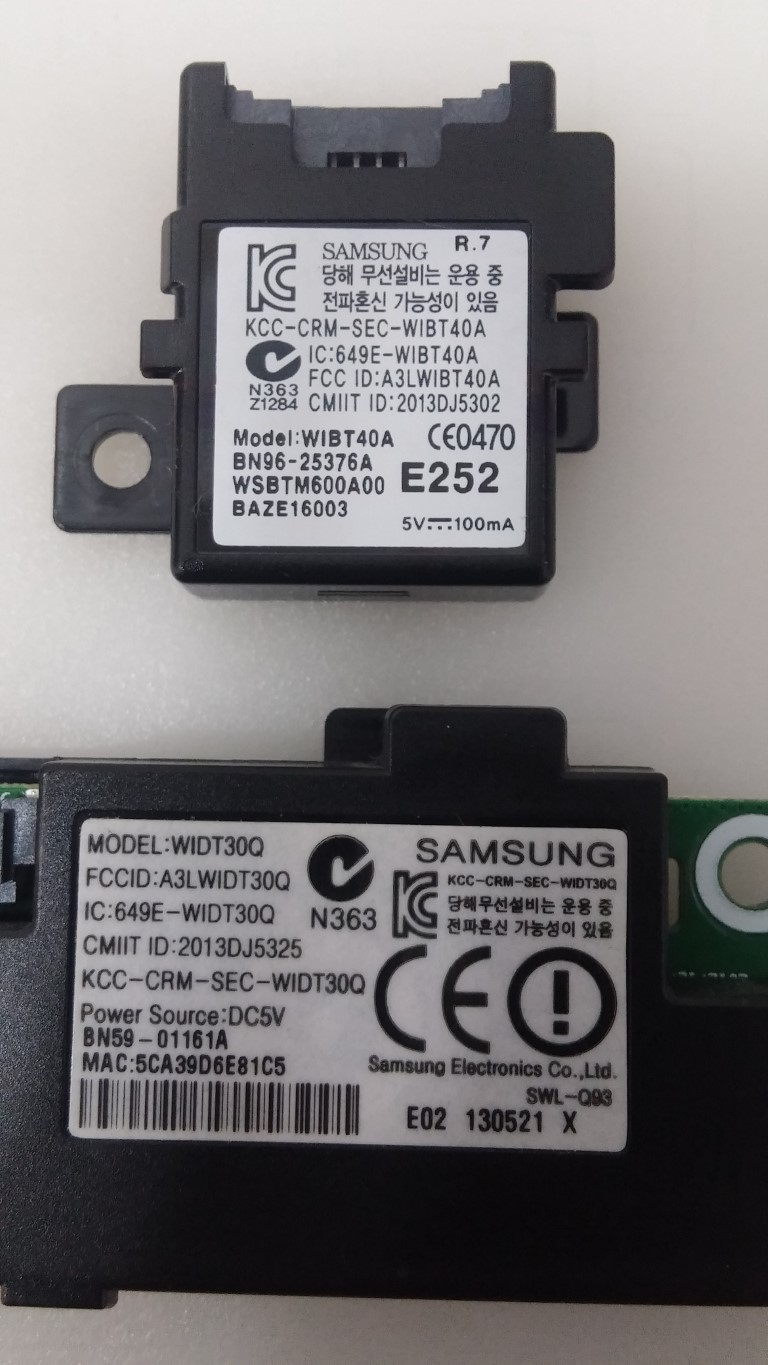 SAMSUNG R.7
당해 무선설비는 운용 중
전파혼신 가능성이 있음
KCC-CRM-SEC-WIBT40A
IC:649E-WIBT40A
FCC ID:A3LWIBT40A
N363
Z1284
CMIIT ID:2013DJ5302
Model:WIBT40A CE0470
BN96-25376A
WSBTM600A00 E252
BAZE16003
5V⎓100mA
MODEL:WIDT30Q
FCCID:A3LWIDT30Q
IC:649E-WIDT30Q
CMIIT ID:2013DJ5325
KCC-CRM-SEC-WIDT30Q
Power Source:DC5V
BN59-01161A
MAC:5CA39D6E81C5
N363
SAMSUNG
KCC-CRM-SEC-WIDT30Q
당해무선설비는 운용 중
전파혼신 가능성이 있음
CE
Samsung Electronics Co.,Ltd.
SWL-Q93
E02 130521 X